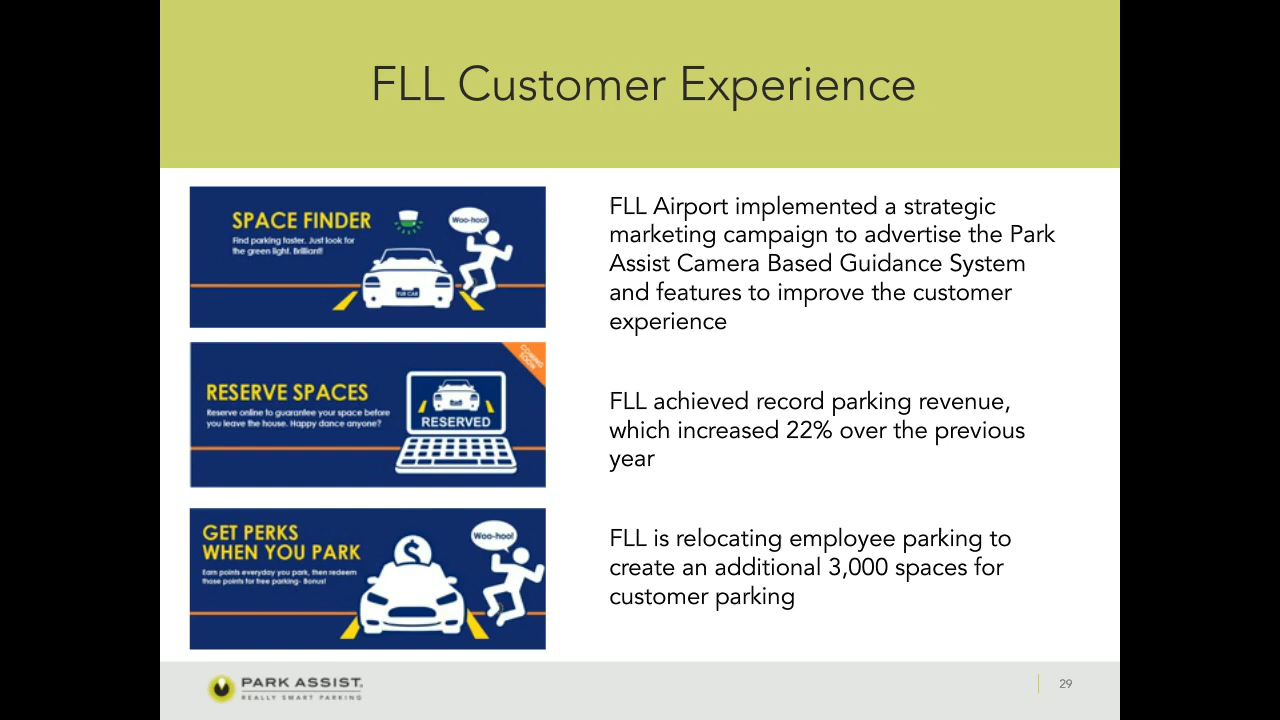 FLL Customer Experience
SPACE FINDER
Find parking faster. Just look for
the green light. Brilliant!
Woo-hoo!
YUR CAR
FLL Airport implemented a strategic
marketing campaign to advertise the Park
Assist Camera Based Guidance System
and features to improve the customer
experience
COMING
SOON
RESERVE SPACES
Reserve online to guarantee your space before
you leave the house. Happy dance anyone?
RESERVED
FLL achieved record parking revenue,
which increased 22% over the previous
year
GET PERKS
WHEN YOU PARK
Earn points everyday you park, then redeem
those points for free parking- Bonus!
$
Woo-hoo!
FLL is relocating employee parking to
create an additional 3,000 spaces for
customer parking
PARK ASSIST.
REALLY SMART PARKING
29